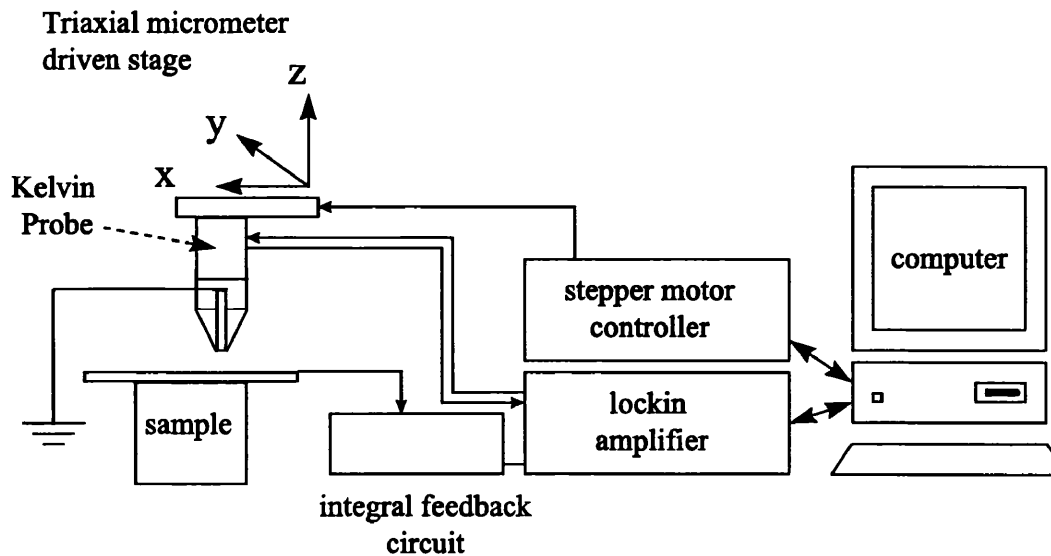 Triaxial micrometer
driven stage
z
y
x
Kelvin
Probe
computer
stepper motor
controller
sample
lockin
amplifier
integral feedback
circuit